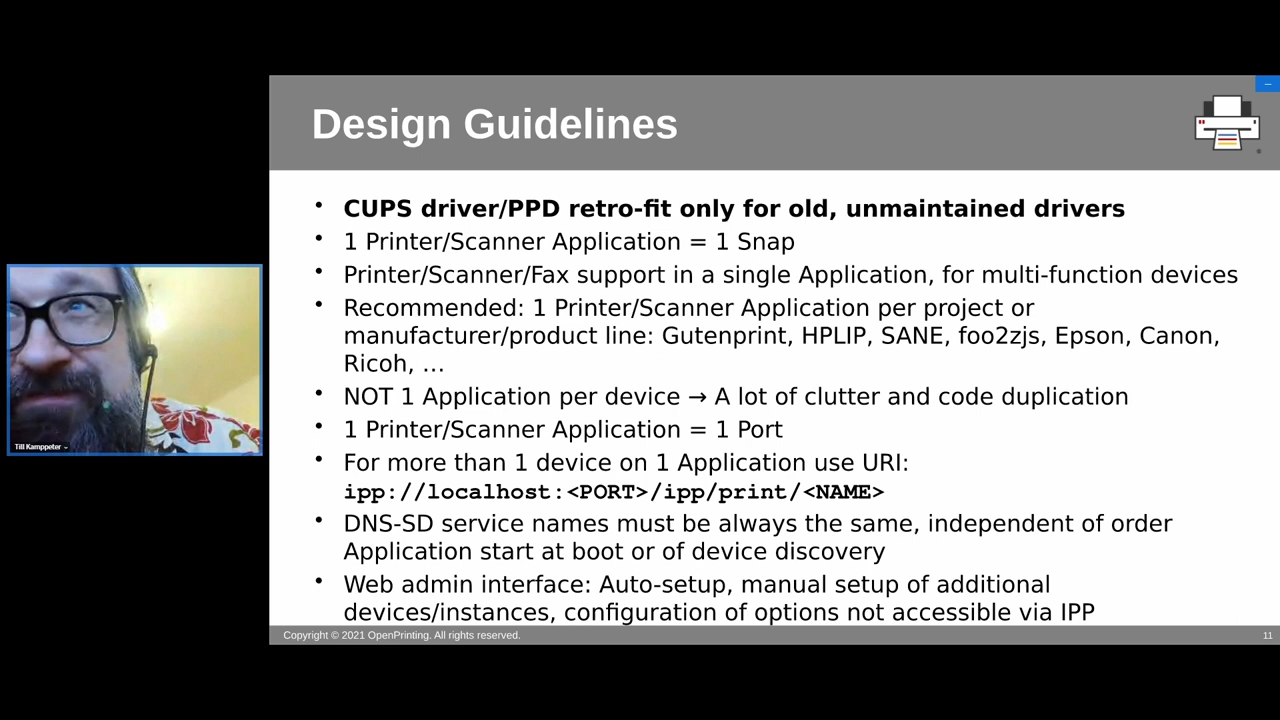 Design Guidelines
• CUPS driver/PPD retro-fit only for old, unmaintained drivers
• 1 Printer/Scanner Application = 1 Snap
• Printer/Scanner/Fax support in a single Application, for multi-function devices
• Recommended: 1 Printer/Scanner Application per project or
manufacturer/product line: Gutenprint, HPLIP, SANE, foo2zjs, Epson, Canon,
Ricoh, …
• NOT 1 Application per device → A lot of clutter and code duplication
• 1 Printer/Scanner Application = 1 Port
• For more than 1 device on 1 Application use URI:
ipp://localhost:<PORT>/ipp/print/<NAME>
• DNS-SD service names must be always the same, independent of order
Application start at boot or of device discovery
• Web admin interface: Auto-setup, manual setup of additional
devices/instances, configuration of options not accessible via IPP
Till Kamppeter
Copyright © 2021 OpenPrinting. All rights reserved.
11